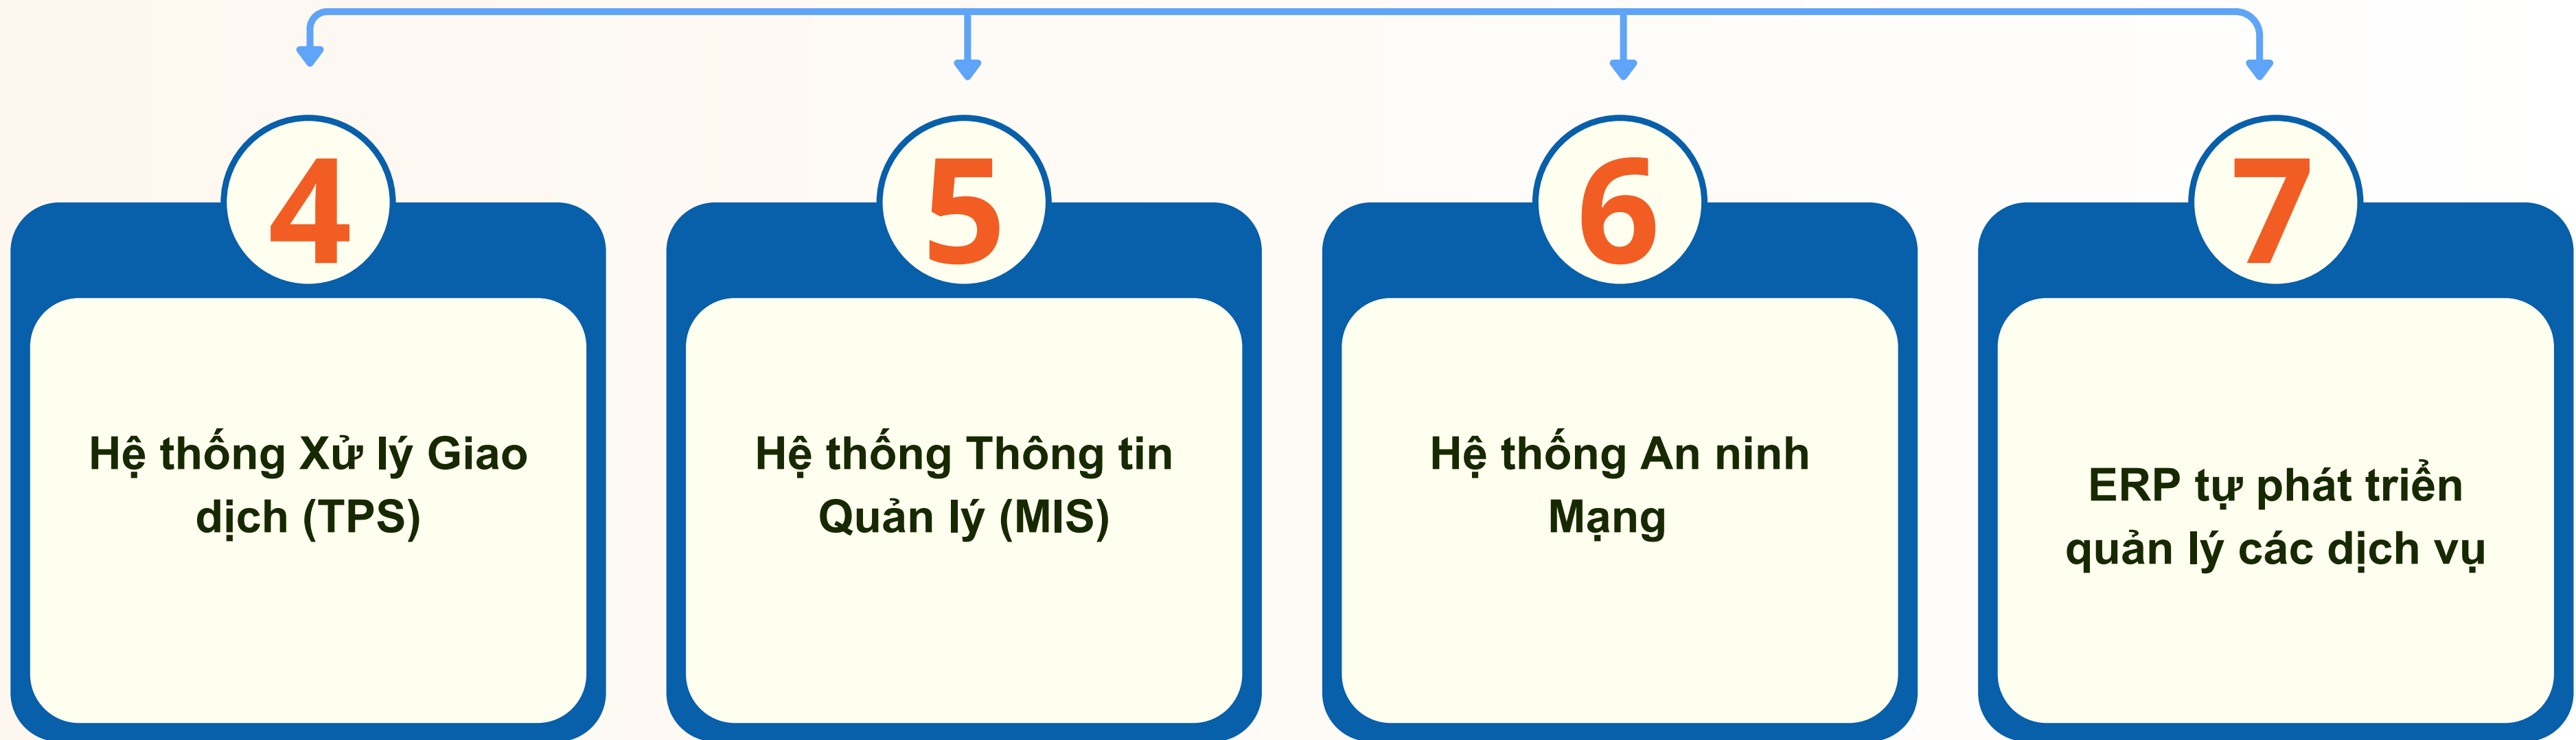 4
5
6
7
Hệ thống Xử lý Giao
dịch (TPS)
Hệ thống Thông tin
Quản lý (MIS)
Hệ thống An ninh
Mạng
ERP tự phát triển
quản lý các dịch vụ